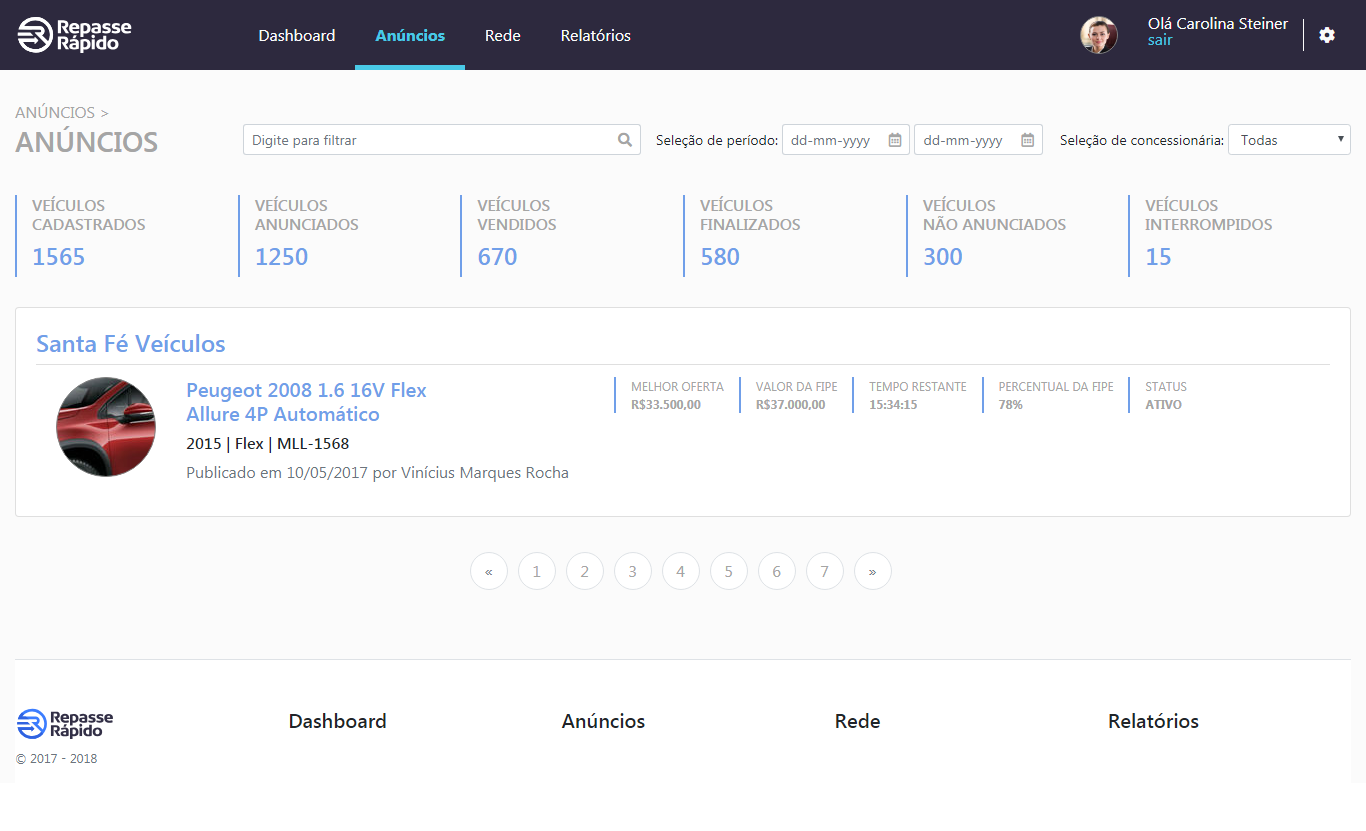 Repasse
Rápido
Dashboard
Anúncios
Rede
Relatórios
Olá Carolina Steiner
sair
ANÚNCIOS >
ANÚNCIOS
Digite para filtrar
Seleção de período:
dd-mm-yyyy
dd-mm-yyyy
Seleção de concessionária:
Todas
VEÍCULOS
CADASTRADOS
1565
VEÍCULOS
ANUNCIADOS
1250
VEÍCULOS
VENDIDOS
670
VEÍCULOS
FINALIZADOS
580
VEÍCULOS
NÃO ANUNCIADOS
300
VEÍCULOS
INTERROMPIDOS
15
Santa Fé Veículos
Peugeot 2008 1.6 16V Flex
Allure 4P Automático
2015 | Flex | MLL-1568
Publicado em 10/05/2017 por Vinícius Marques Rocha
MELHOR OFERTA
R$33.500,00
VALOR DA FIPE
R$37.000,00
TEMPO RESTANTE
15:34:15
PERCENTUAL DA FIPE
78%
STATUS
ATIVO
« 1 2 3 4 5 6 7 »
Repasse
Rápido
© 2017 - 2018
Dashboard
Anúncios
Rede
Relatórios